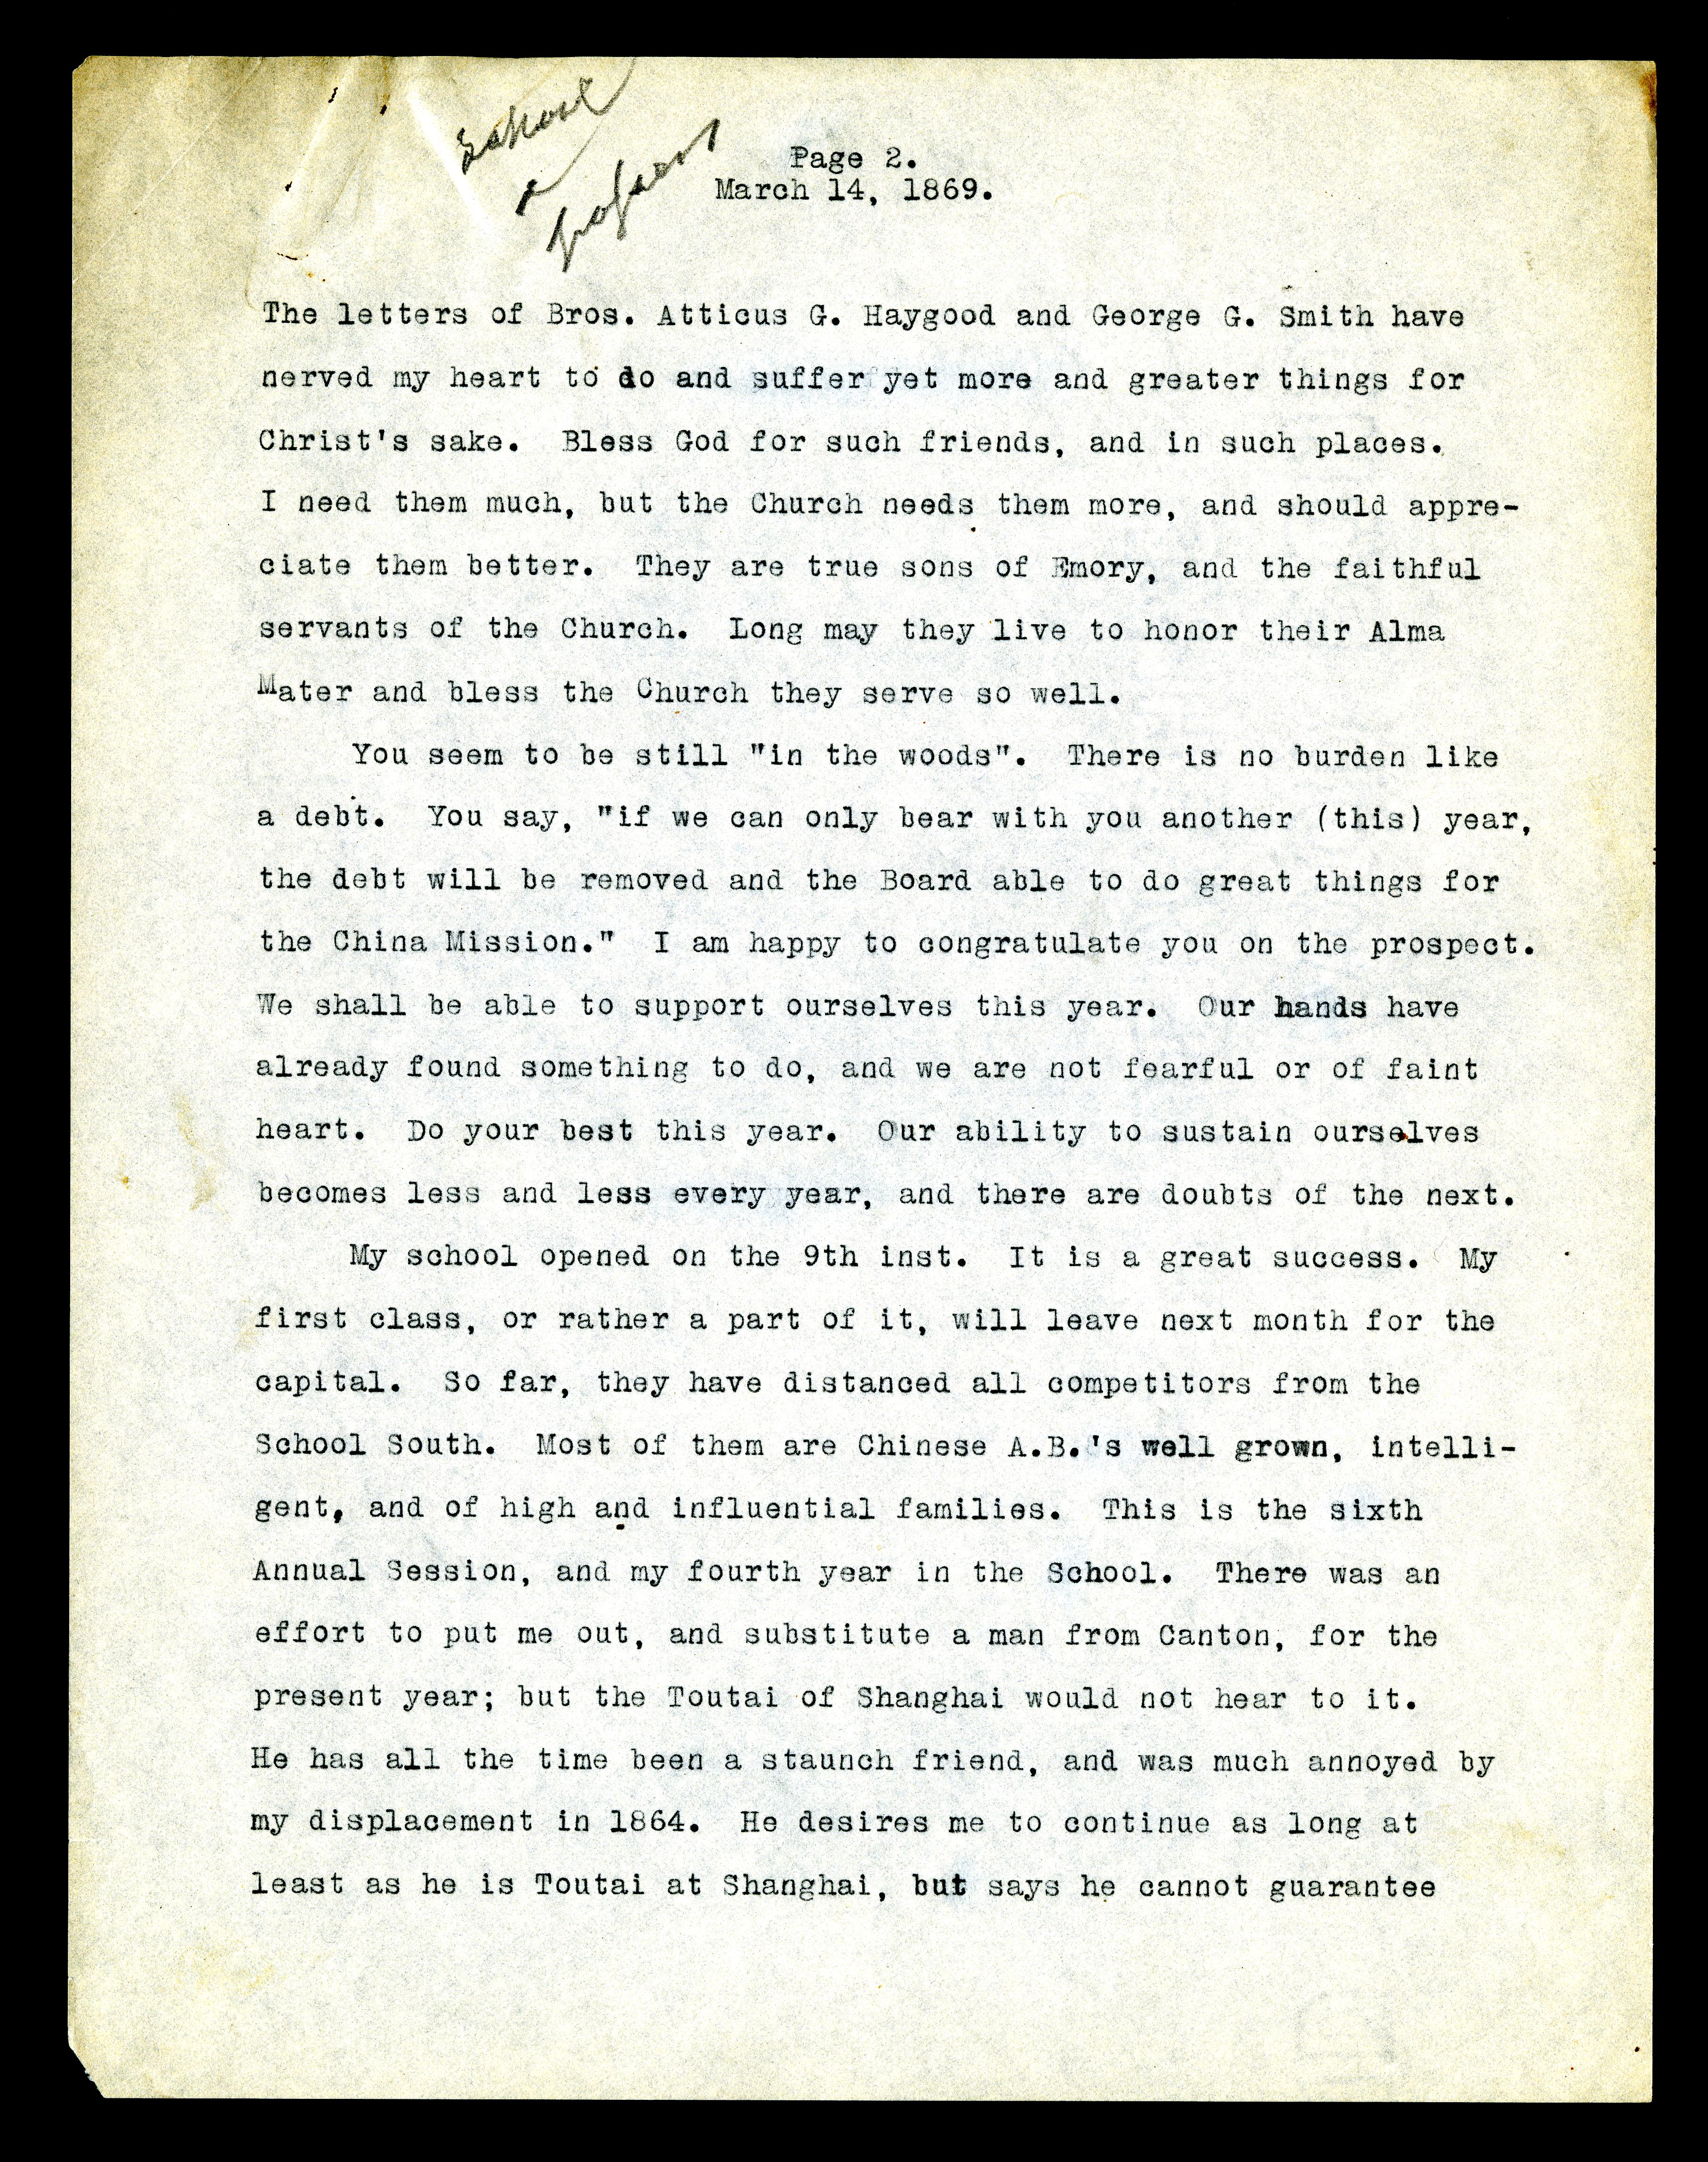 School
Page 2.
March 14, 1869.
The letters of Bros. Atticus G. Haygood and George G. Smith have
nerved my heart to do and suffer yet more and greater things for
Christ's sake. Bless God for such friends, and in such places.
I need them much, but the Church needs them more, and should appre-
ciate them better. They are true sons of Emory, and the faithful
servants of the Church. Long may they live to honor their Alma
Mater and bless the Church they serve so well.
You seem to be still "in the woods". There is no burden like
a debt. You say, "if we can only bear with you another (this) year,
the debt will be removed and the Board able to do great things for
the China Mission." I am happy to congratulate you on the prospect.
We shall be able to support ourselves this year. Our hands have
already found something to do, and we are not fearful or of faint
heart. Do your best this year. Our ability to sustain ourselves
becomes less and less every year, and there are doubts of the next.
My school opened on the 9th inst. It is a great success. My
first class, or rather a part of it, will leave next month for the
capital. So far, they have distanced all competitors from the
School South. Most of them are Chinese A.B.'s well grown, intelli-
gent, and of high and influential families. This is the sixth
Annual Session, and my fourth year in the School. There was an
effort to put me out, and substitute a man from Canton, for the
present year; but the Toutai of Shanghai would not hear to it.
He has all the time been a staunch friend, and was much annoyed by
my displacement in 1864. He desires me to continue as long at
least as he is Toutai at Shanghai, but says he cannot guarantee